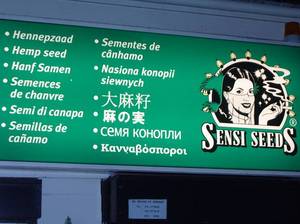 • Hennepzaad
• Hemp seed
• Hanf Samen
• Semences
de chanvre
• Semi di canapa
• Semillas de
cañamo
• Sementes de
cânhamo
• Nasiona konopii
siewnych
• 大麻籽
• 麻の実
• СЕМЯ КОНОПЛИ
• Κανναβόσποροι
SENSI SEEDS®